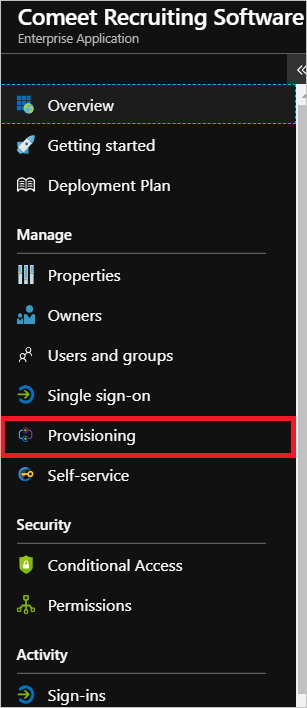 Comeet Recruiting Software
Enterprise Application
Overview
Getting started
Deployment Plan
Manage
Properties
Owners
Users and groups
Single sign-on
Provisioning
Self-service
Security
Conditional Access
Permissions
Activity
Sign-ins